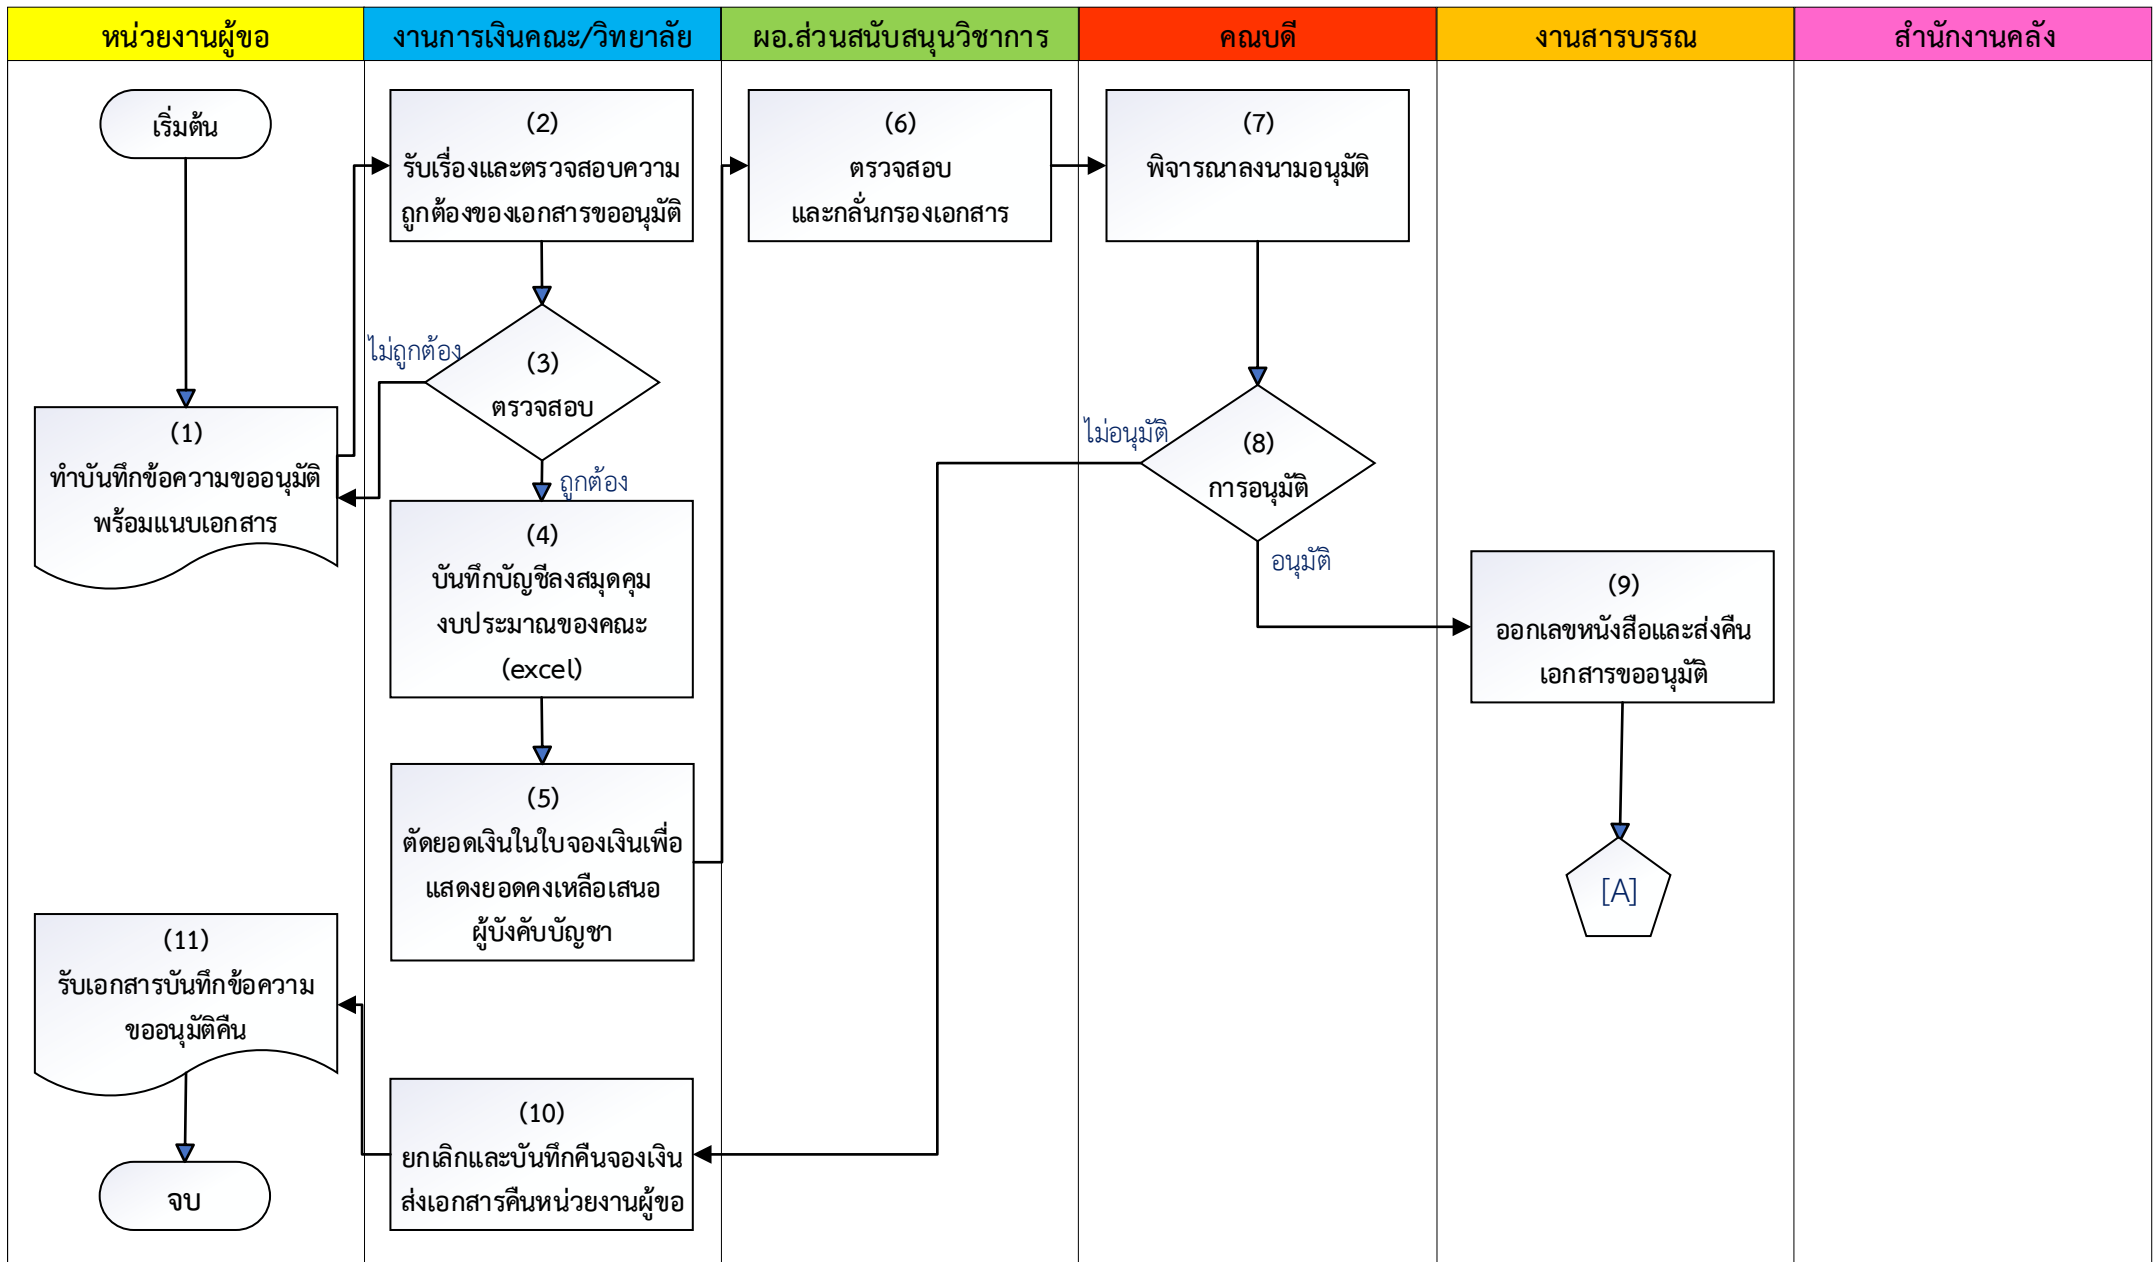 หน่วยงานผู้ขอ
งานการเงินคณะ/วิทยาลัย
ผอ.ส่วนสนับสนุนวิชาการ
คณบดี
งานสารบรรณ
สำนักงานคลัง
เริ่มต้น
(1)
ทำบันทึกข้อความขออนุมัติ
พร้อมแนบเอกสาร
(2)
รับเรื่องและตรวจสอบความ
ถูกต้องของเอกสารขออนุมัติ
ไม่ถูกต้อง
(3)
ตรวจสอบ
ถูกต้อง
(4)
บันทึกบัญชีลงสมุดคุม
งบประมาณของคณะ
(excel)
(5)
ตัดยอดเงินในใบจองเงินเพื่อ
แสดงยอดคงเหลือเสนอ
ผู้บังคับบัญชา
(6)
ตรวจสอบ
และกลั่นกรองเอกสาร
(7)
พิจารณาลงนามอนุมัติ
ไม่อนุมัติ
(8)
การอนุมัติ
อนุมัติ
(9)
ออกเลขหนังสือและส่งคืน
เอกสารขออนุมัติ
[A]
(10)
ยกเลิกและบันทึกคืนจองเงิน
ส่งเอกสารคืนหน่วยงานผู้ขอ
(11)
รับเอกสารบันทึกข้อความ
ขออนุมัติคืน
จบ